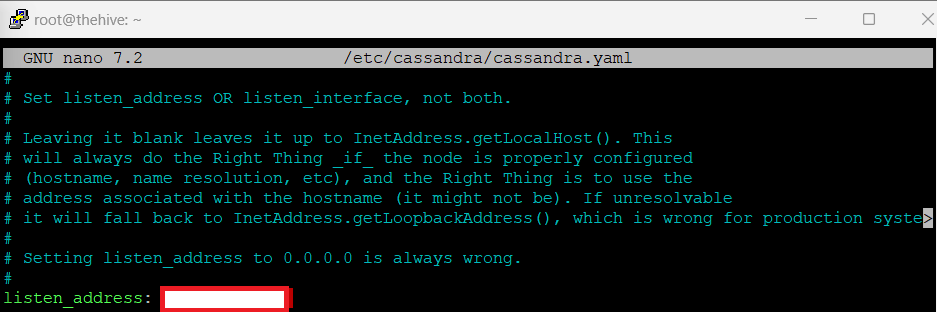 root@thehive: ~
GNU nano 7.2 /etc/cassandra/cassandra.yaml
#
# Set listen_address OR listen_interface, not both.
#
# Leaving it blank leaves it up to InetAddress.getLocalHost(). This
# will always do the Right Thing _if_ the node is properly configured
# (hostname, name resolution, etc), and the Right Thing is to use the
# address associated with the hostname (it might not be). If unresolvable
# it will fall back to InetAddress.getLoopbackAddress(), which is wrong for production syste>
#
# Setting listen_address to 0.0.0.0 is always wrong.
#
listen_address: